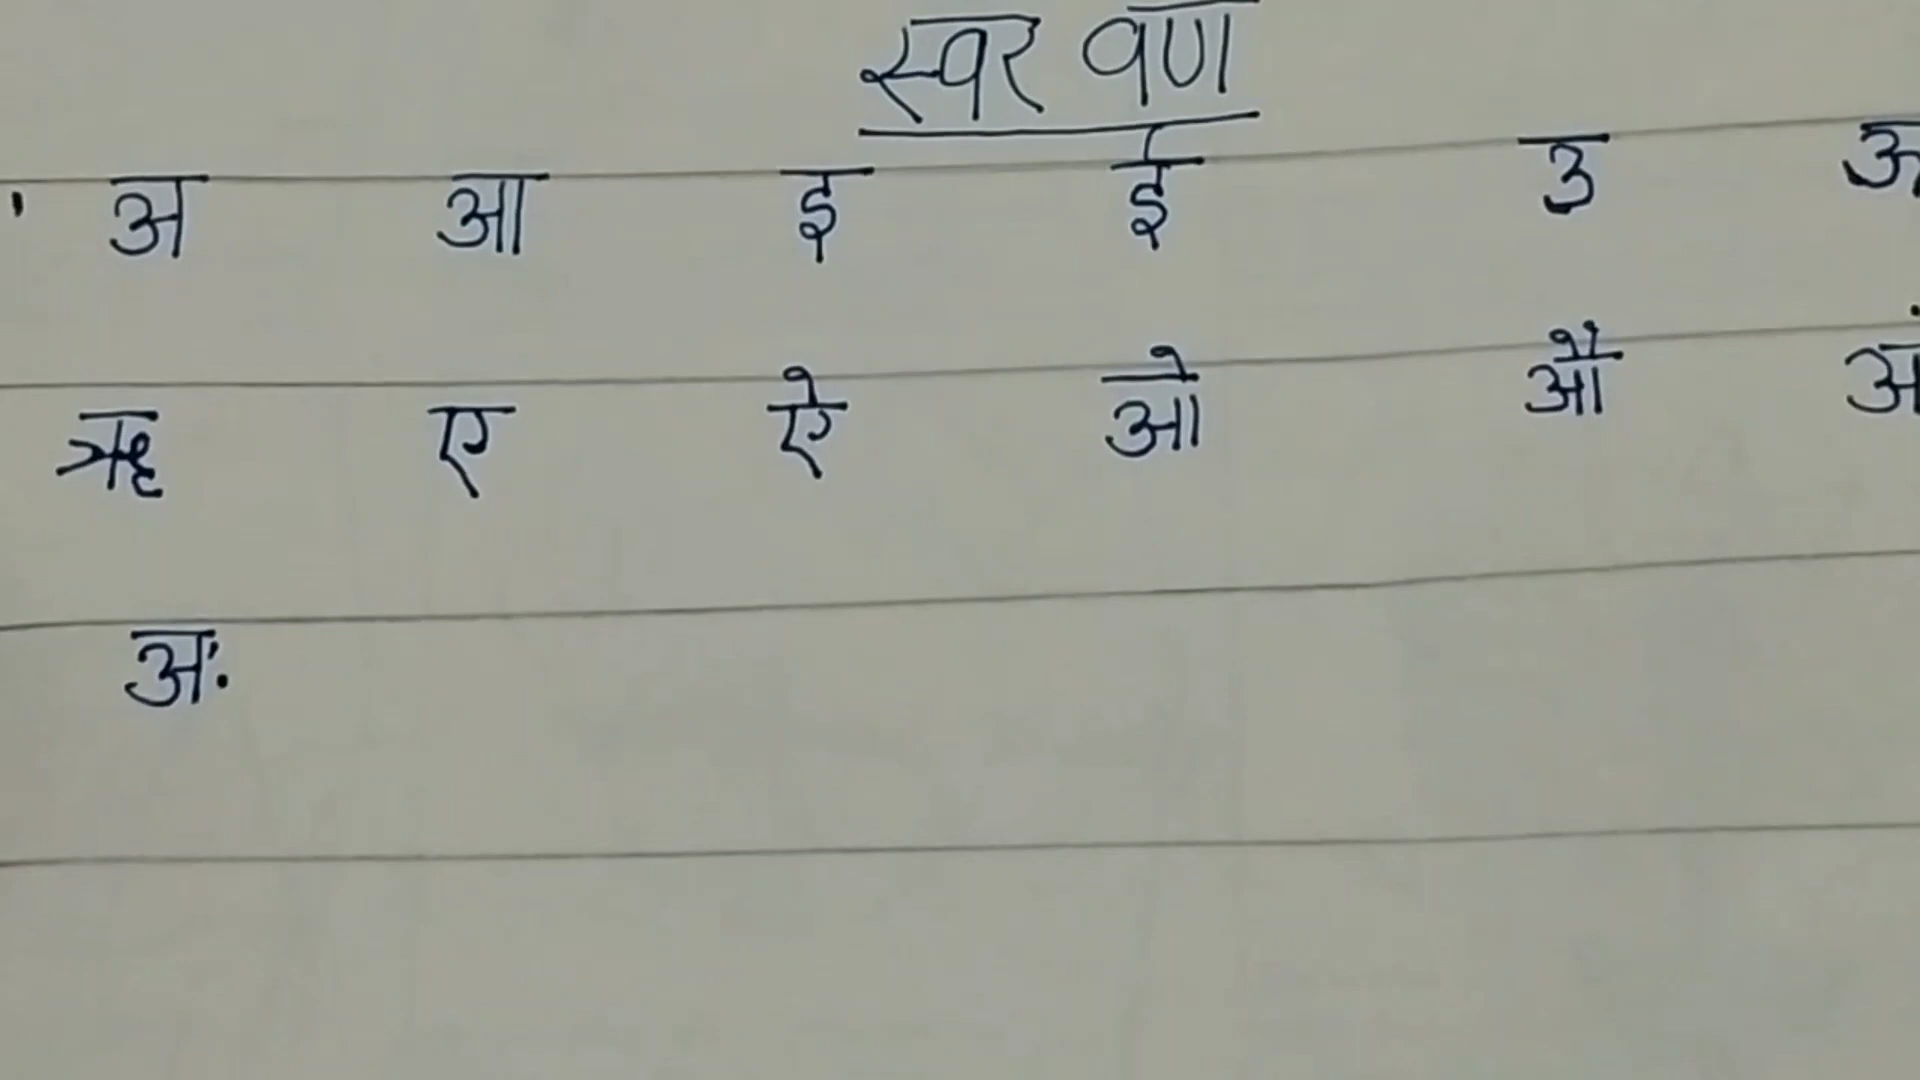 स्वर वर्ण
अ आ इ ई उ ऊ
ऋ ए ऐ ओ औ अं
अः